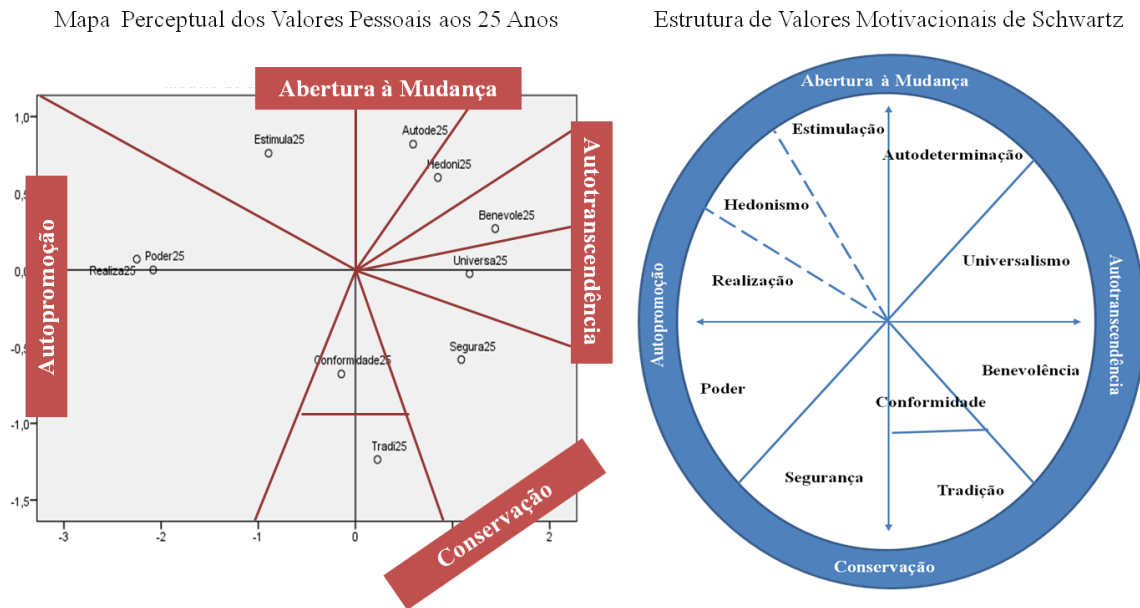 Mapa Perceptual dos Valores Pessoais aos 25 Anos
Abertura à Mudança
Autopromoção
Autotranscendência
Conservação
1,0
0,5
0,0
-0,5
-1,0
-1,5
-3
-2
-1
0
2
Estimula25
Autode25
Hedoni25
Benevole25
Poder25
Realiza25
Universa25
Segura25
Conformidade25
Tradi25
Estrutura de Valores Motivacionais de Schwartz
Abertura à Mudança
Estimulação
Autodeterminação
Hedonismo
Universalismo
Realização
Autopromoção
Autotranscendência
Poder
Benevolência
Conformidade
Segurança
Tradição
Conservação